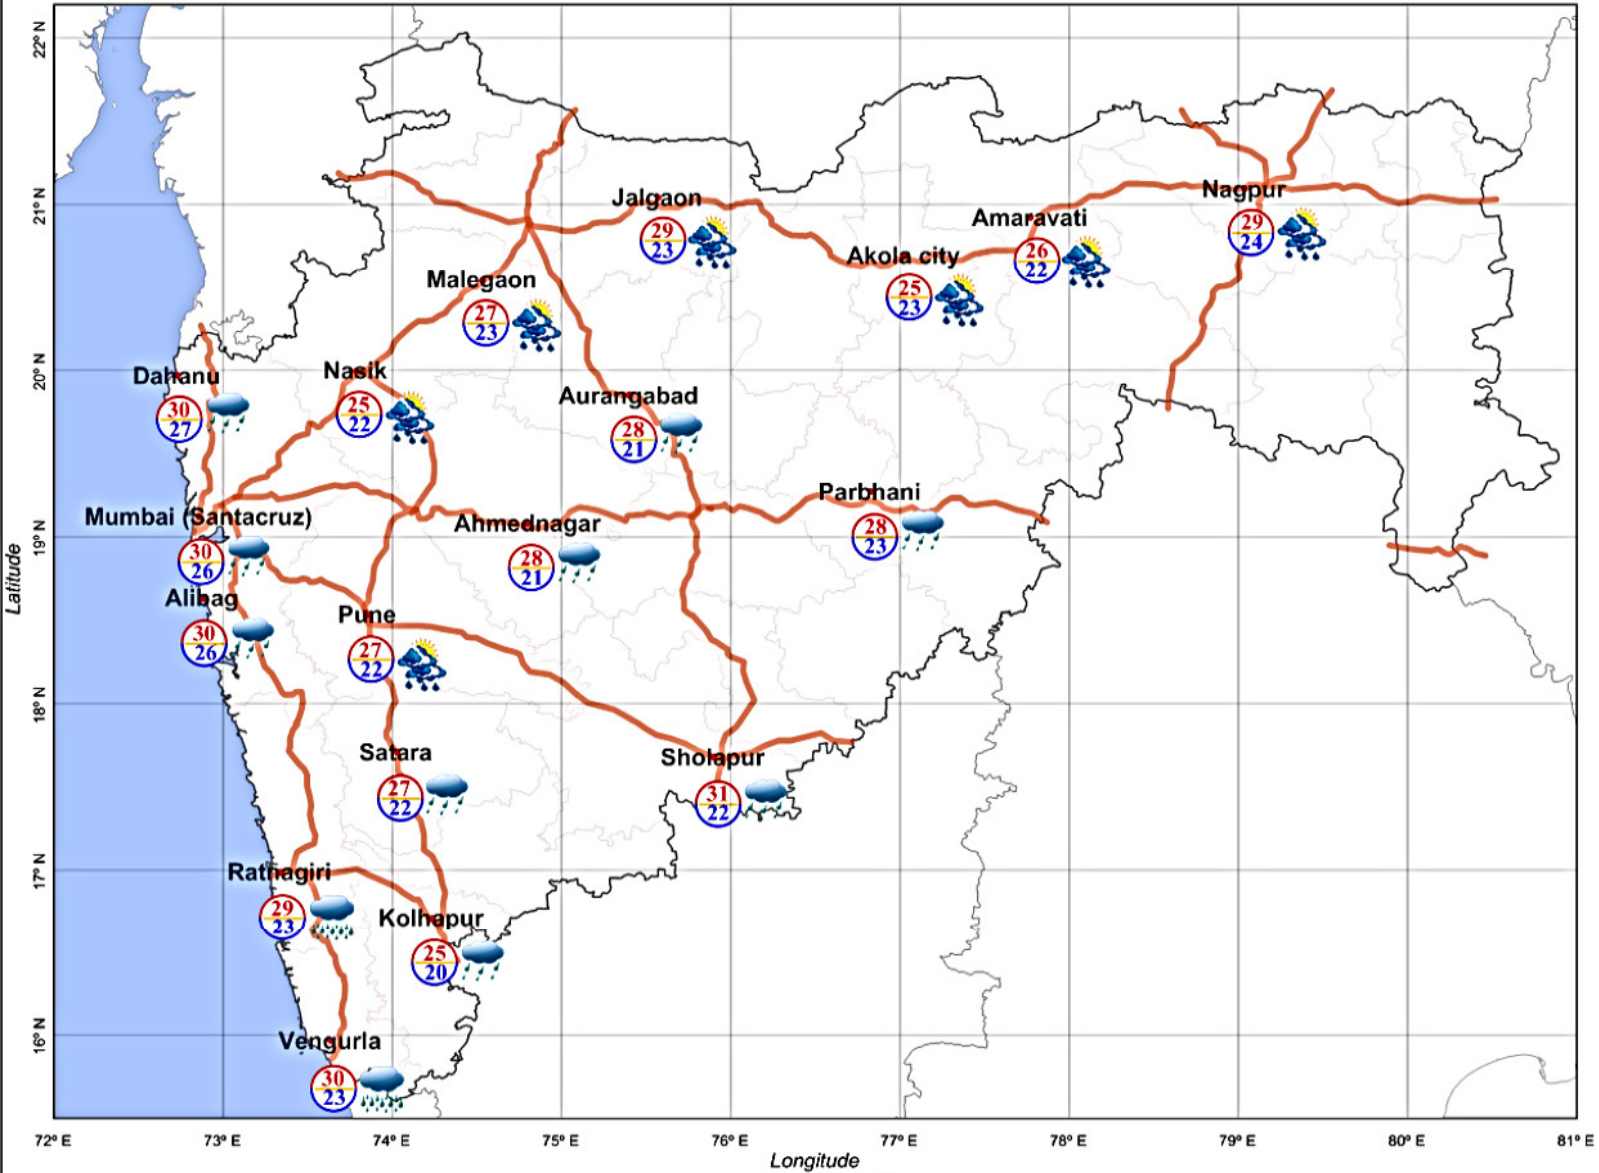 22° N
21° N
20° N
19° N
18° N
17° N
16° N
Latitude
Jalgaon
29
23
Nagpur
29
24
Amaravati
26
22
Akola city
25
23
Malegaon
27
23
Dahanu
30
27
Nasik
25
22
Aurangabad
28
21
Parbhani
28
23
Mumbai (Santacruz)
30
26
Ahmednagar
28
21
Alibag
30
26
Pune
27
22
Satara
27
22
Sholapur
31
22
Ratnagiri
29
23
Kolhapur
25
20
Vengurla
30
23
72° E 73° E 74° E 75° E 76° E 77° E 78° E 79° E 80° E 81° E
Longitude